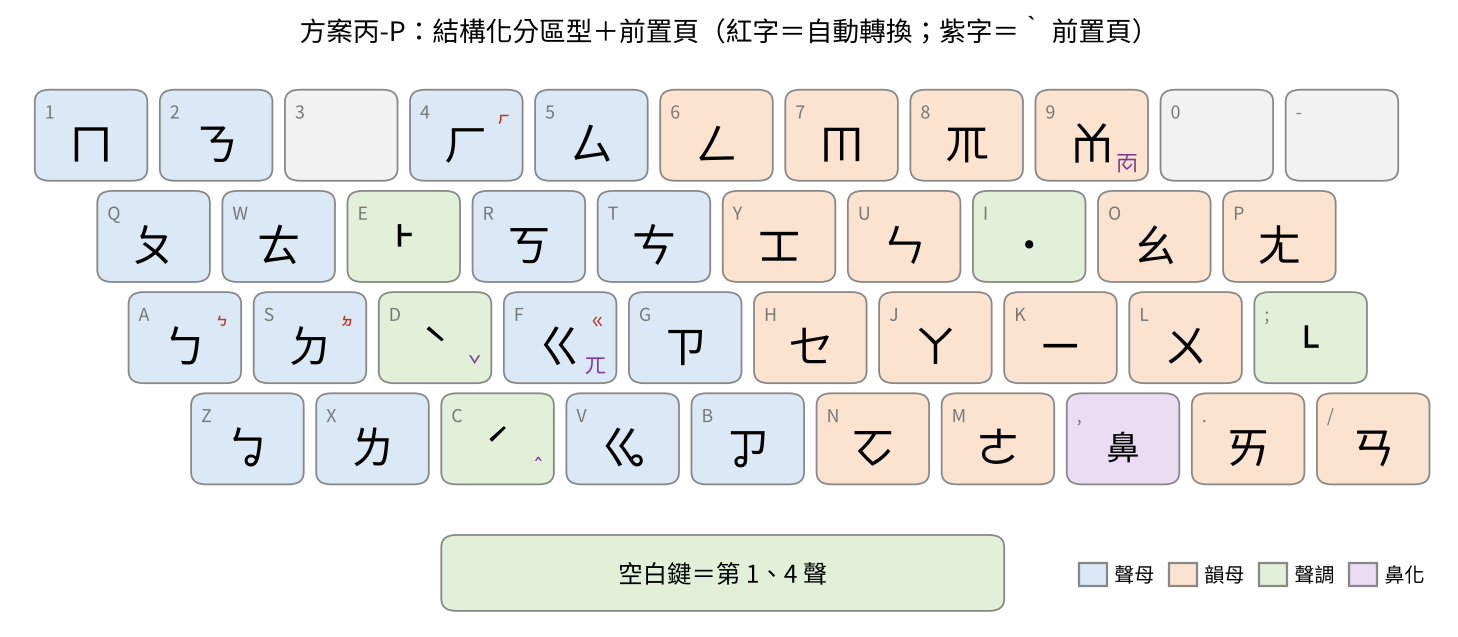 方案丙-P：結構化分區型＋前置頁（紅字＝自動轉換；紫字＝｀ 前置頁）
1 ㄇ
2 ㄋ
3
4 ㄏ ㆷ
5 ㄙ
6 ㄥ
7 ㆬ
8 ㆭ
9 ㆰ ㆱ
0
-
Q ㄆ
W ㄊ
E ˫
R ㄎ
T ㄘ
Y ㆨ
U ㄣ
I ˙
O ㄠ
P ㄤ
A ㄅ ㆴ
S ㄉ ㆵ
D ˋ ˇ
F ㄍ ㆻ ㄫ
G ㄗ
H ㆤ
J ㄚ
K ㄧ
L ㄨ
; ˪
Z ㆠ
X ㄌ
C ˊ ^
V ㆣ
B ㆡ
N ㆦ
M ㄜ
, 鼻
. ㄞ
/ ㄢ
空白鍵＝第 1、4 聲
聲母 韻母 聲調 鼻化